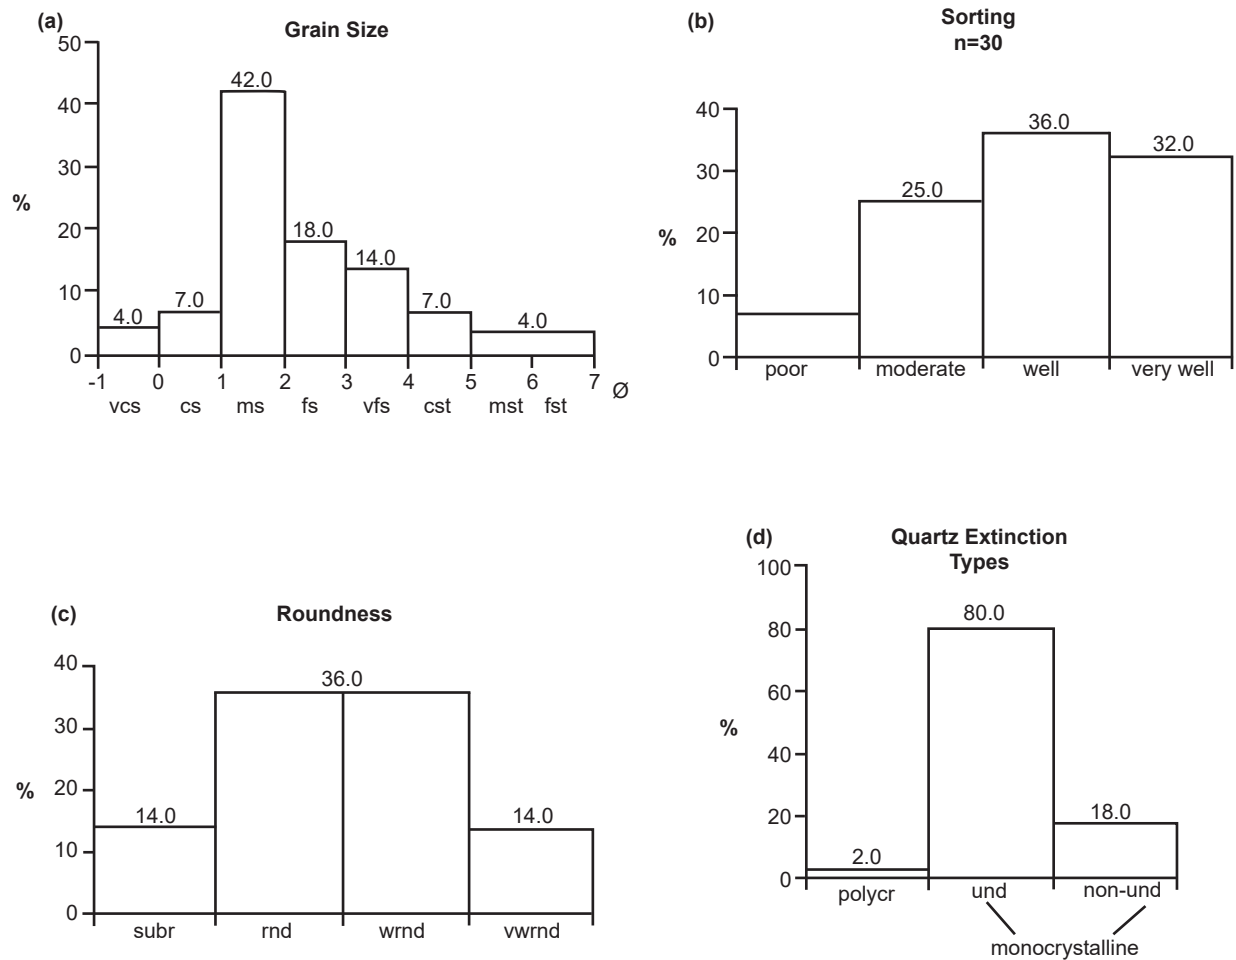 (a)
Grain Size
50
40
30
20
10
0
%
4.0
7.0
42.0
18.0
14.0
7.0
4.0
-1 0 1 2 3 4 5 6 7 Ø
vcs cs ms fs vfs cst mst fst
(b)
Sorting
n=30
40
30
20
10
0
%
25.0
36.0
32.0
poor moderate well very well
(c)
Roundness
40
30
20
10
0
%
14.0
36.0
14.0
subr rnd wrnd vwrnd
(d)
Quartz Extinction
Types
100
80
60
40
20
0
%
2.0
80.0
18.0
polycr und non-und
monocrystalline